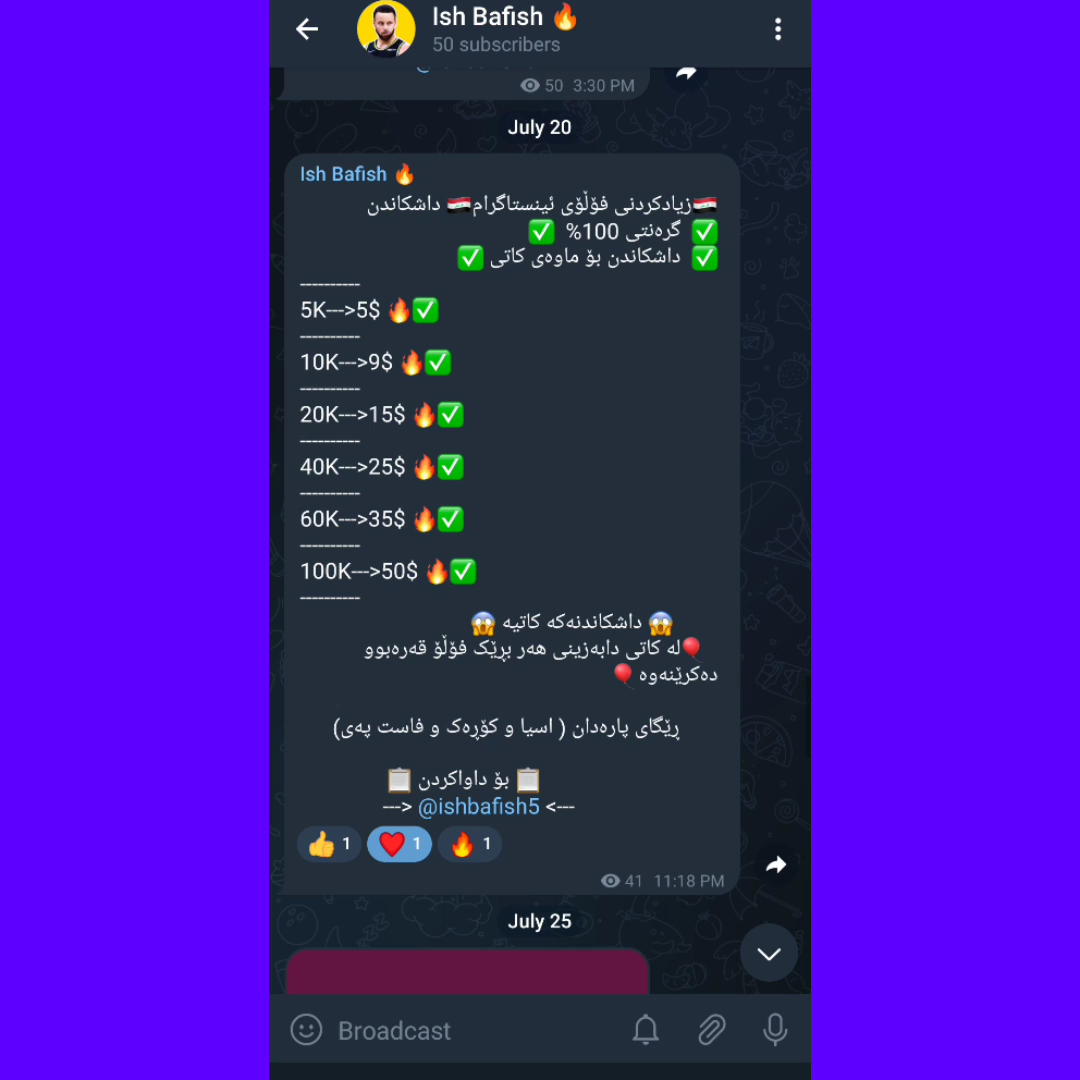 Ish Bafish 🔥
50 subscribers
50 3:30 PM
July 20
Ish Bafish 🔥
🇮🇶زیادکردنی فۆڵۆی ئینستاگرام🇮🇶 داشکاندن
✅ گرەنتی 100% ✅
✅ داشکاندن بۆ ماوەی کاتی ✅
----------
5K--->5$ 🔥✅
----------
10K--->9$ 🔥✅
----------
20K--->15$ 🔥✅
----------
40K--->25$ 🔥✅
----------
60K--->35$ 🔥✅
----------
100K--->50$ 🔥✅
----------
😱 داشکاندنەکە کاتیە 😱
🎈لە کاتی دابەزینی هەر بڕێک فۆڵۆ قەرەبوو
دەکرێنەوە 🎈
ڕێگای پارەدان ( اسیا و کۆڕەک و فاست پەی)
📋 بۆ داواکردن 📋
---> @ishbafish5 <---
👍 1 ❤️ 1 🔥 1
41 11:18 PM
July 25
Broadcast